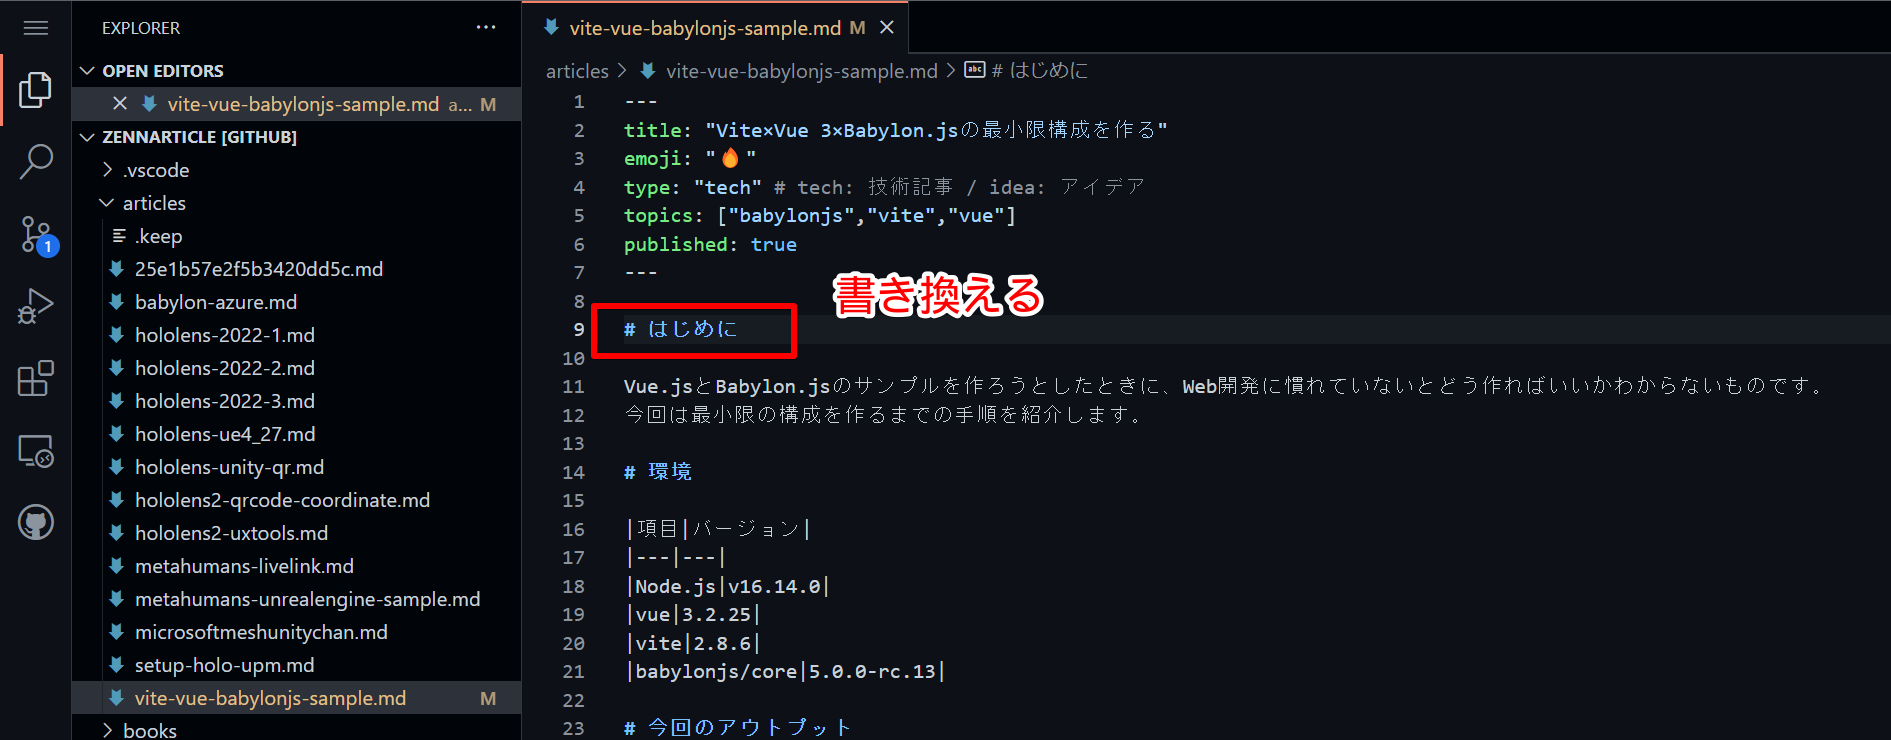 EXPLORER
OPEN EDITORS
vite-vue-babylonjs-sample.md a... M
ZENNARTICLE [GITHUB]
.vscode
articles
.keep
25e1b57e2f5b3420dd5c.md
babylon-azure.md
hololens-2022-1.md
hololens-2022-2.md
hololens-2022-3.md
hololens-ue4_27.md
hololens-unity-qr.md
hololens2-qrcode-coordinate.md
hololens2-uxtools.md
metahumans-livelink.md
metahumans-unrealengine-sample.md
microsoftmeshunitychan.md
setup-holo-upm.md
vite-vue-babylonjs-sample.md M
books
1
vite-vue-babylonjs-sample.md M
articles > vite-vue-babylonjs-sample.md > abc # はじめに
1 ---
2 title: "Vite×Vue 3×Babylon.jsの最小限構成を作る"
3 emoji: "🔥"
4 type: "tech" # tech: 技術記事 / idea: アイデア
5 topics: ["babylonjs","vite","vue"]
6 published: true
7 ---
8
書き換える
9 # はじめに
10
11 Vue.jsとBabylon.jsのサンプルを作ろうとしたときに、Web開発に慣れていないとどう作ればいいかわからないものです。
12 今回は最小限の構成を作るまでの手順を紹介します。
13
14 # 環境
15
16 |項目|バージョン|
17 |---|---|
18 |Node.js|v16.14.0|
19 |vue|3.2.25|
20 |vite|2.8.6|
21 |babylonjs/core|5.0.0-rc.13|
22
23 # 今回のアウトプット